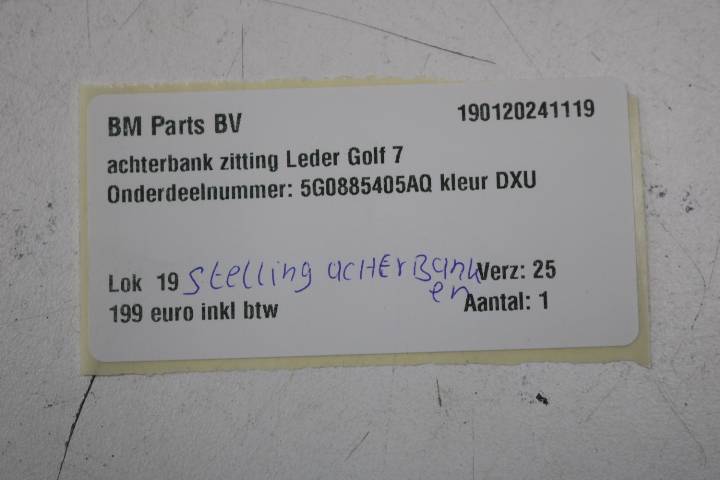 BM Parts BV 190120241119
achterbank zitting Leder Golf 7
Onderdeelnummer: 5G0885405AQ kleur DXU
Lok 19 stelling acHterBank Verz: 25
en
199 euro inkl btw Aantal: 1